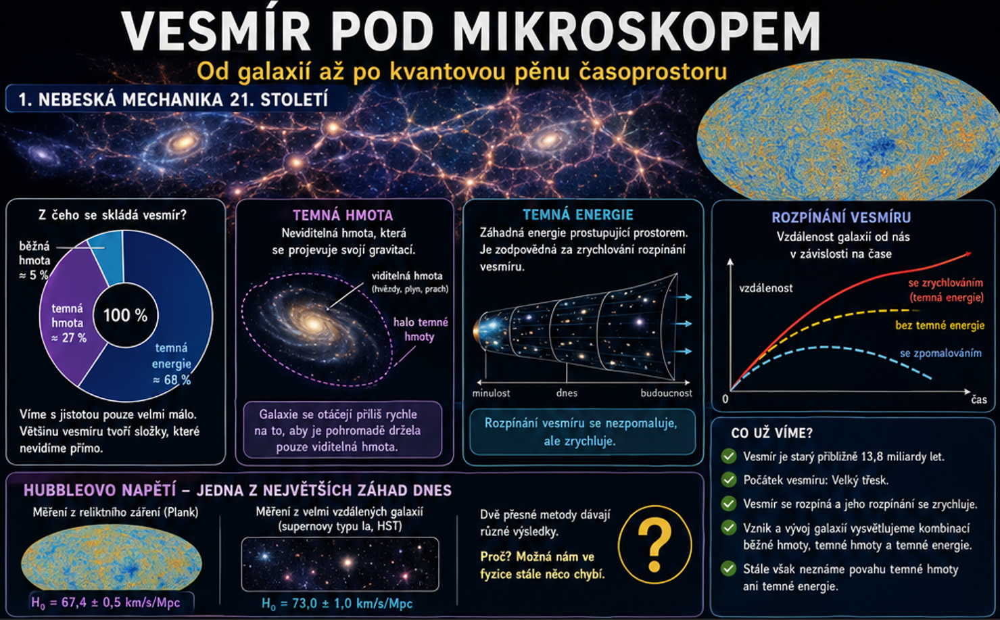 VESMÍR POD MIKROSKOPEM
Od galaxií až po kvantovou pěnu časoprostoru
1. NEBESKÁ MECHANIKA 21. STOLETÍ
Z čeho se skládá vesmír?
běžná
hmota
≈ 5 %
temná
hmota
≈ 27 %
100 %
temná
energie
≈ 68 %
Víme s jistotou pouze velmi málo.
Většinu vesmíru tvoří složky, které
nevidíme přímo.
TEMNÁ HMOTA
Neviditelná hmota, která
se projevuje svojí gravitací.
viditelná hmota
(hvězdy, plyn, prach)
halo temné
hmoty
Galaxie se otáčejí příliš rychle
na to, aby je pohromadě držela
pouze viditelná hmota.
TEMNÁ ENERGIE
Záhadná energie prostupující prostorem.
Je zodpovědná za zrychlování rozpínání
vesmíru.
minulost
dnes
budoucnost
Rozpínání vesmíru se nezpomaluje,
ale zrychluje.
ROZPÍNÁNÍ VESMÍRU
Vzdálenost galaxií od nás
v závislosti na čase
vzdálenost
se zrychlováním
(temná energie)
bez temné energie
se zpomalováním
0
čas
HUBBLEOVO NAPĚTÍ – JEDNA Z NEJVĚTŠÍCH ZÁHAD DNES
Měření z reliktního záření (Plank)
H₀ = 67,4 ± 0,5 km/s/Mpc
Měření z velmi vzdálených galaxií
(supernovy typu Ia, HST)
H₀ = 73,0 ± 1,0 km/s/Mpc
Dvě přesné metody dávají
různé výsledky.
Proč? Možná nám ve
fyzice stále něco chybí.
?
CO UŽ VÍME?
Vesmír je starý přibližně 13,8 miliardy let.
Počátek vesmíru: Velký třesk.
Vesmír se rozpíná a jeho rozpínání se zrychluje.
Vznik a vývoj galaxií vysvětlujeme kombinací
běžné hmoty, temné hmoty a temné energie.
Stále však neznáme povahu temné hmoty
ani temné energie.